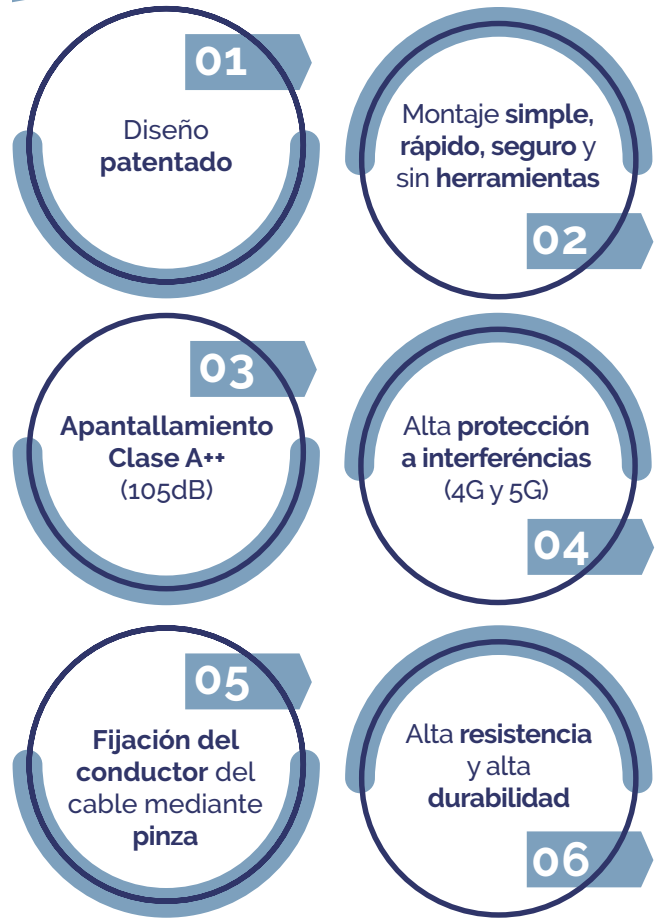 01
Diseño
patentado
Montaje simple,
rápido, seguro y
sin herramientas
02
03
Apantallamiento
Clase A++
(105dB)
Alta protección
a interferéncias
(4G y 5G)
04
05
Fijación del
conductor del
cable mediante
pinza
Alta resistencia
y alta
durabilidad
06